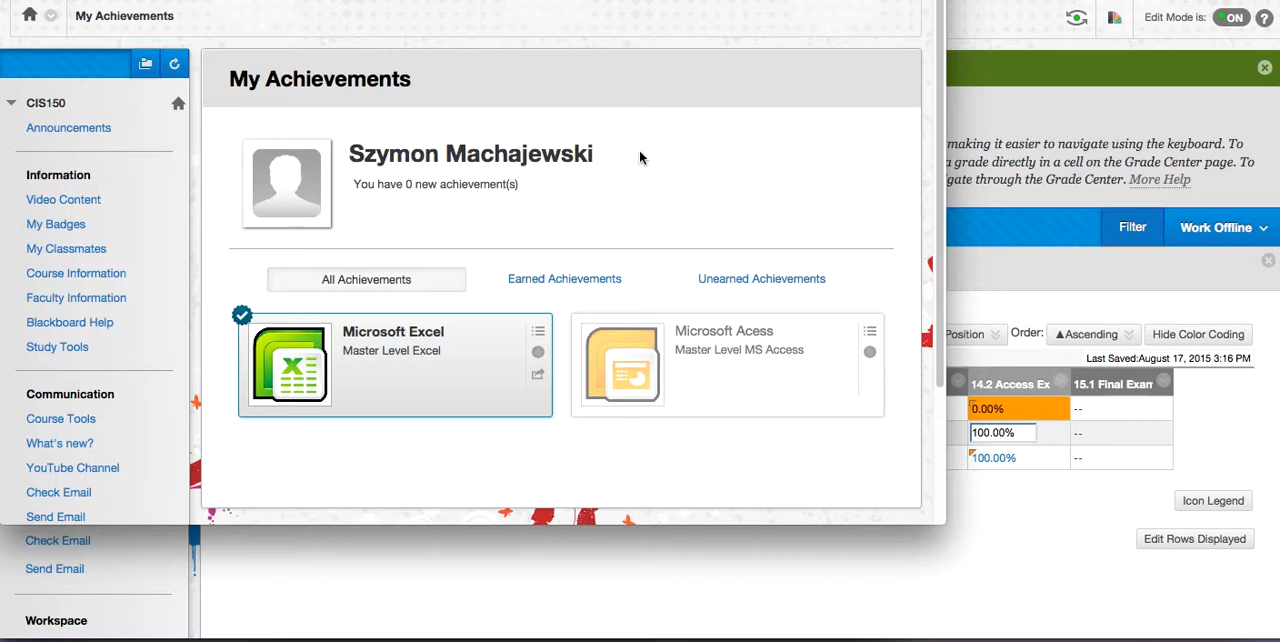 My Achievements
Edit Mode is:
ON
?
CIS150
Announcements
Information
Video Content
My Badges
My Classmates
Course Information
Faculty Information
Blackboard Help
Study Tools
Communication
Course Tools
What's new?
YouTube Channel
Check Email
Send Email
Check Email
Send Email
Workspace
My Achievements
Szymon Machajewski
You have 0 new achievement(s)
All Achievements
Earned Achievements
Unearned Achievements
Microsoft Excel
Master Level Excel
Microsoft Acess
Master Level MS Access
making it easier to navigate using the keyboard. To
a grade directly in a cell on the Grade Center page. To
gate through the Grade Center. More Help
Filter
Work Offline
Position
Order:
▲Ascending
Hide Color Coding
Last Saved:August 17, 2015 3:16 PM
14.2 Access Ex
15.1 Final Exam
0.00%
--
100.00%
--
100.00%
--
Icon Legend
Edit Rows Displayed